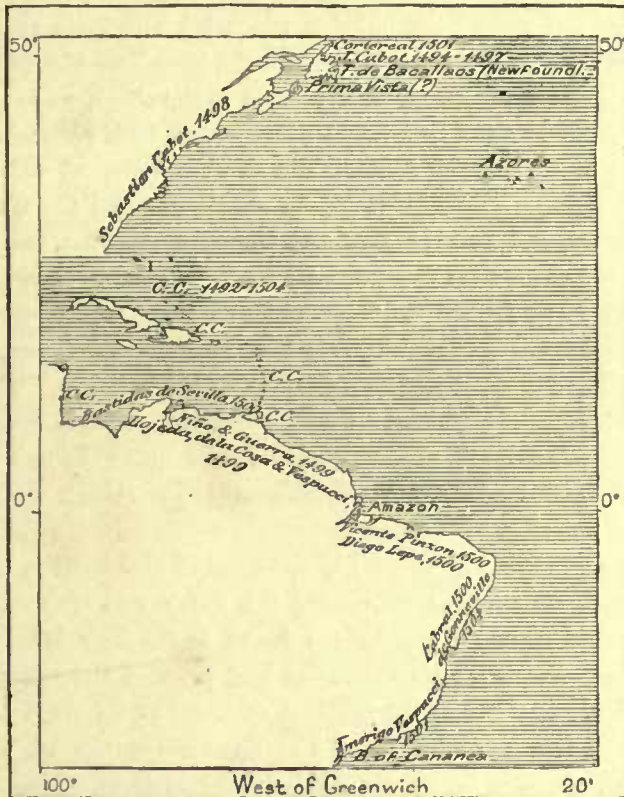 50°
50°
Cortereal. 1501
J. Cabot 1494-1497
T. de Bacallaos (Newfound).
Prima Vista (?)
Sebastian Cabot, 1498
Azores
C. C. 1492-1504
C.C.
C.C.
C.C.
C.C.
Bastidas de Sevilla
Niño & Guerra, 1499
Hojeda, de la Cosa & Vespucci,
1499
0°
0°
Amazon
Vicente Pinzon 1500
Diego Lepe, 1500
Cabral, 1500
de Gonneville
1504
Amerigo Vespucci
1501
B. of Cananea
100°
West of Greenwich
20°